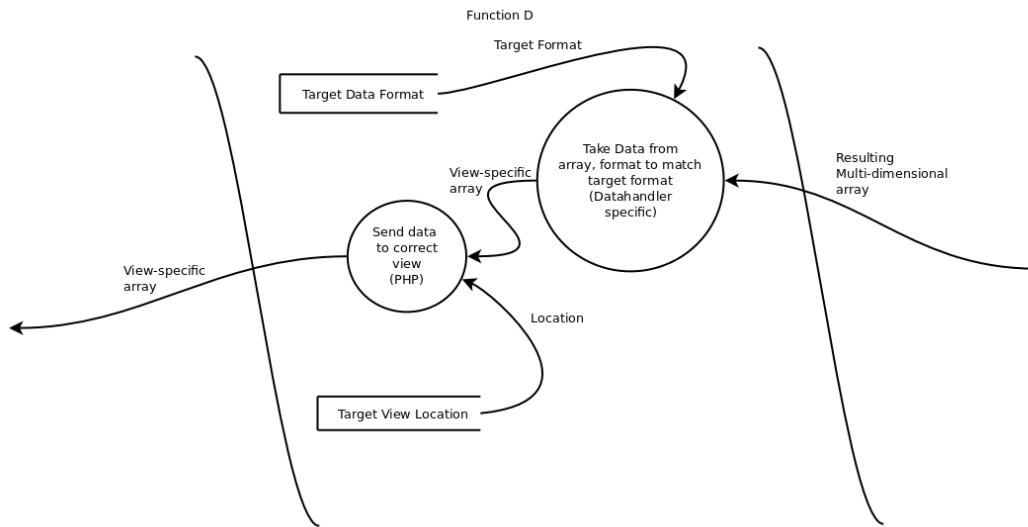 Function D
Target Format
Target Data Format
Take Data from
array, format to match
target format
(Datahandler
specific)
Resulting
Multi-dimensional
array
View-specific
array
Send data
to correct
view
(PHP)
View-specific
array
Location
Target View Location